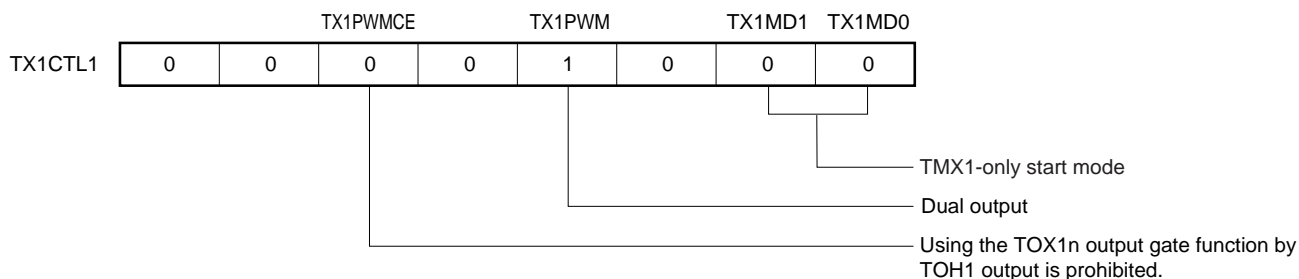 TX1PWMCE TX1PWM TX1MD1 TX1MD0
TX1CTL1 0 0 0 0 1 0 0 0
TMX1-only start mode
Dual output
Using the TOX1n output gate function by
TOH1 output is prohibited.